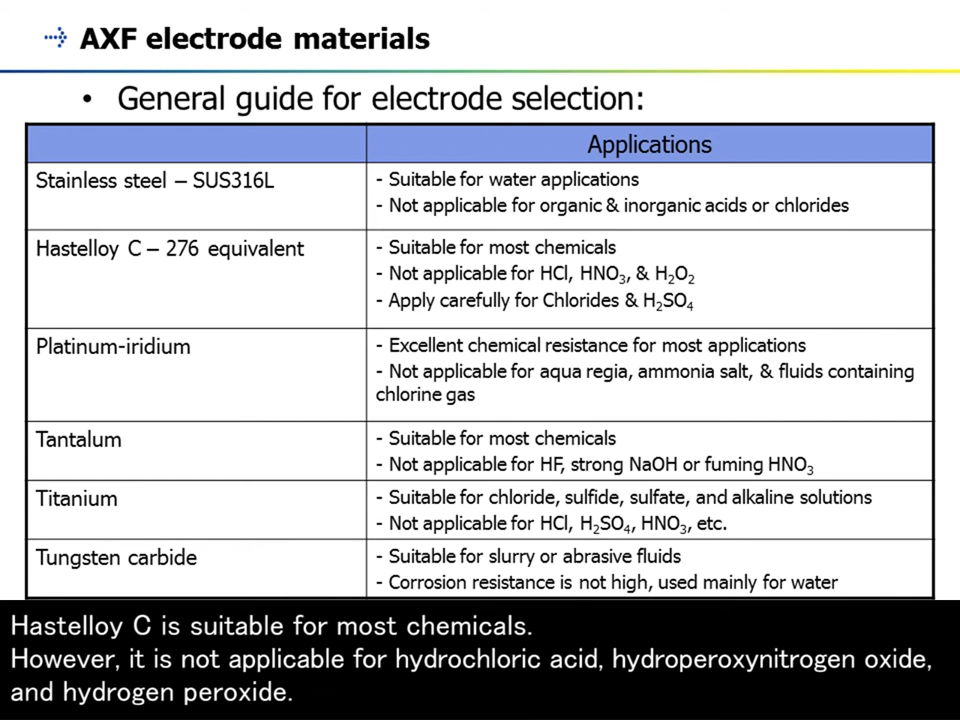 AXF electrode materials
• General guide for electrode selection:
Applications
Stainless steel – SUS316L
- Suitable for water applications
- Not applicable for organic & inorganic acids or chlorides
Hastelloy C – 276 equivalent
- Suitable for most chemicals
- Not applicable for HCl, HNO₃, & H₂O₂
- Apply carefully for Chlorides & H₂SO₄
Platinum-iridium
- Excellent chemical resistance for most applications
- Not applicable for aqua regia, ammonia salt, & fluids containing
chlorine gas
Tantalum
- Suitable for most chemicals
- Not applicable for HF, strong NaOH or fuming HNO₃
Titanium
- Suitable for chloride, sulfide, sulfate, and alkaline solutions
- Not applicable for HCl, H₂SO₄, HNO₃, etc.
Tungsten carbide
- Suitable for slurry or abrasive fluids
- Corrosion resistance is not high, used mainly for water
Hastelloy C is suitable for most chemicals.
However, it is not applicable for hydrochloric acid, hydroperoxynitrogen oxide,
and hydrogen peroxide.